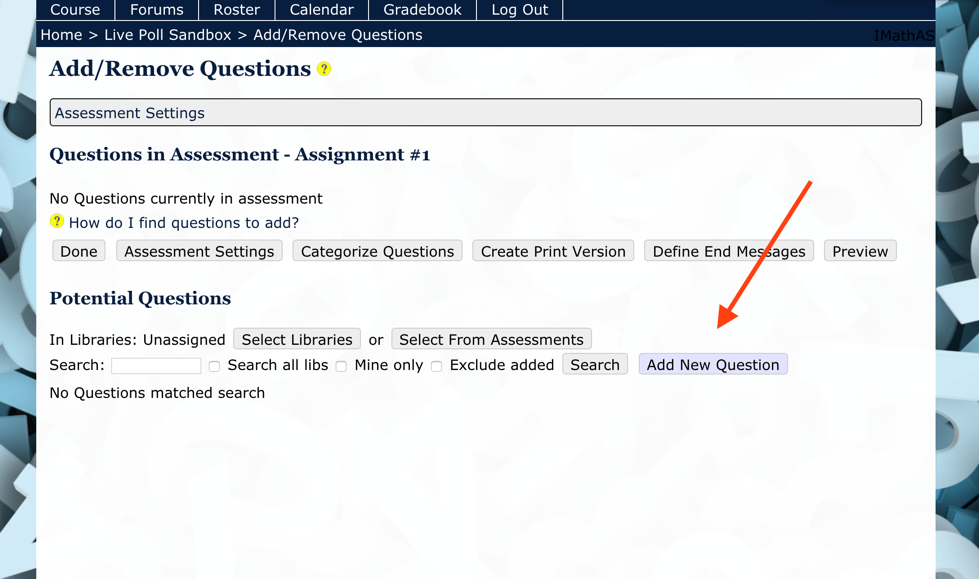 Course Forums Roster Calendar Gradebook Log Out
Home > Live Poll Sandbox > Add/Remove Questions IMathAS
Add/Remove Questions ?
Assessment Settings
Questions in Assessment - Assignment #1
No Questions currently in assessment
? How do I find questions to add?
Done Assessment Settings Categorize Questions Create Print Version Define End Messages Preview
Potential Questions
In Libraries: Unassigned Select Libraries or Select From Assessments
Search: Search all libs Mine only Exclude added Search Add New Question
No Questions matched search